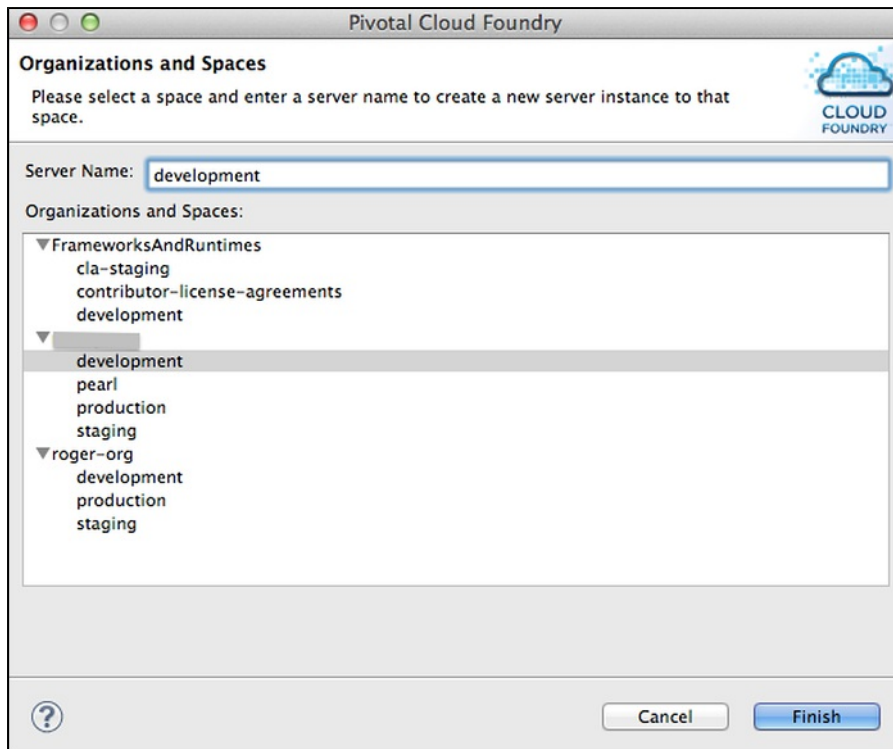 Pivotal Cloud Foundry
Organizations and Spaces
Please select a space and enter a server name to create a new server instance to that
space.
CLOUD
FOUNDRY
Server Name: development
Organizations and Spaces:
FrameworksAndRuntimes
cla-staging
contributor-license-agreements
development
development
pearl
production
staging
roger-org
development
production
staging
?
Cancel Finish